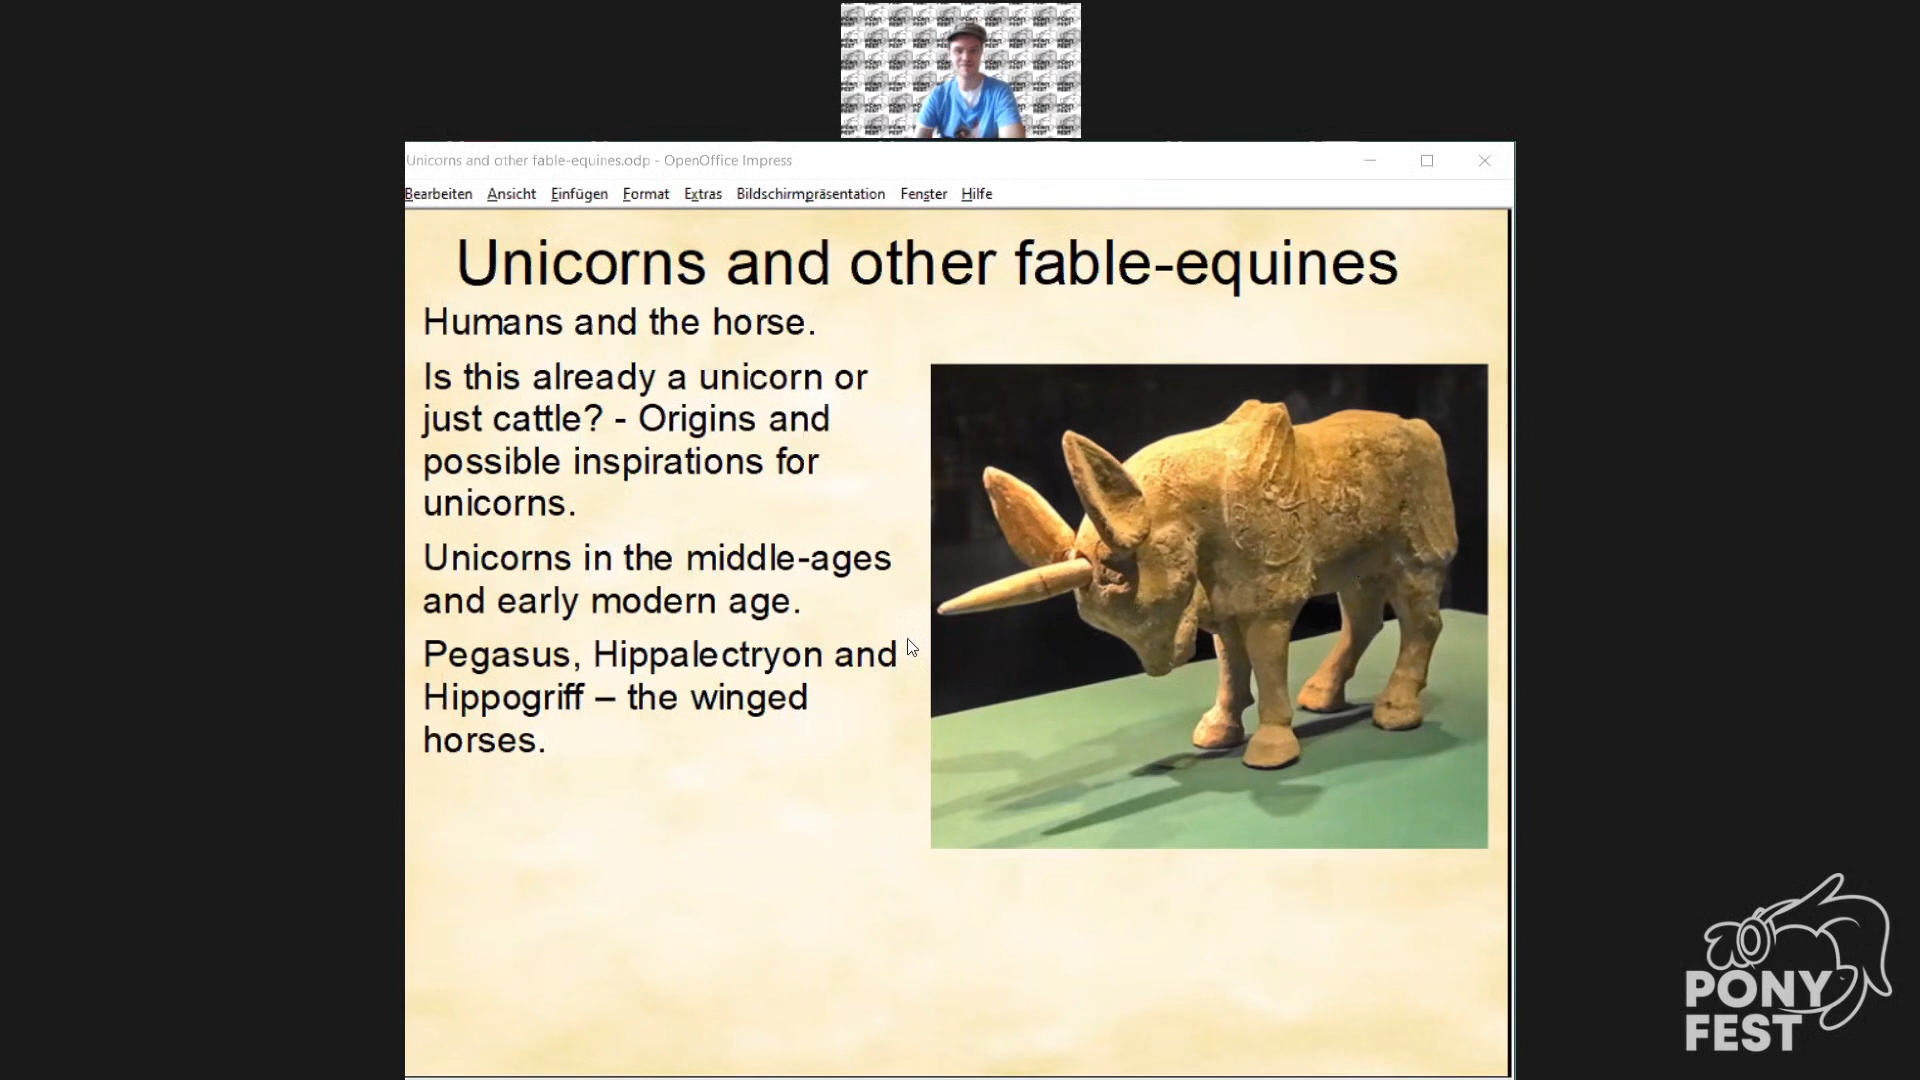 Unicorns and other fable-equines.odp - OpenOffice Impress
Bearbeiten Ansicht Einfügen Format Extras Bildschirmpräsentation Fenster Hilfe
Unicorns and other fable-equines
Humans and the horse.
Is this already a unicorn or
just cattle? - Origins and
possible inspirations for
unicorns.
Unicorns in the middle-ages
and early modern age.
Pegasus, Hippalectryon and
Hippogriff – the winged
horses.
PONY
FEST